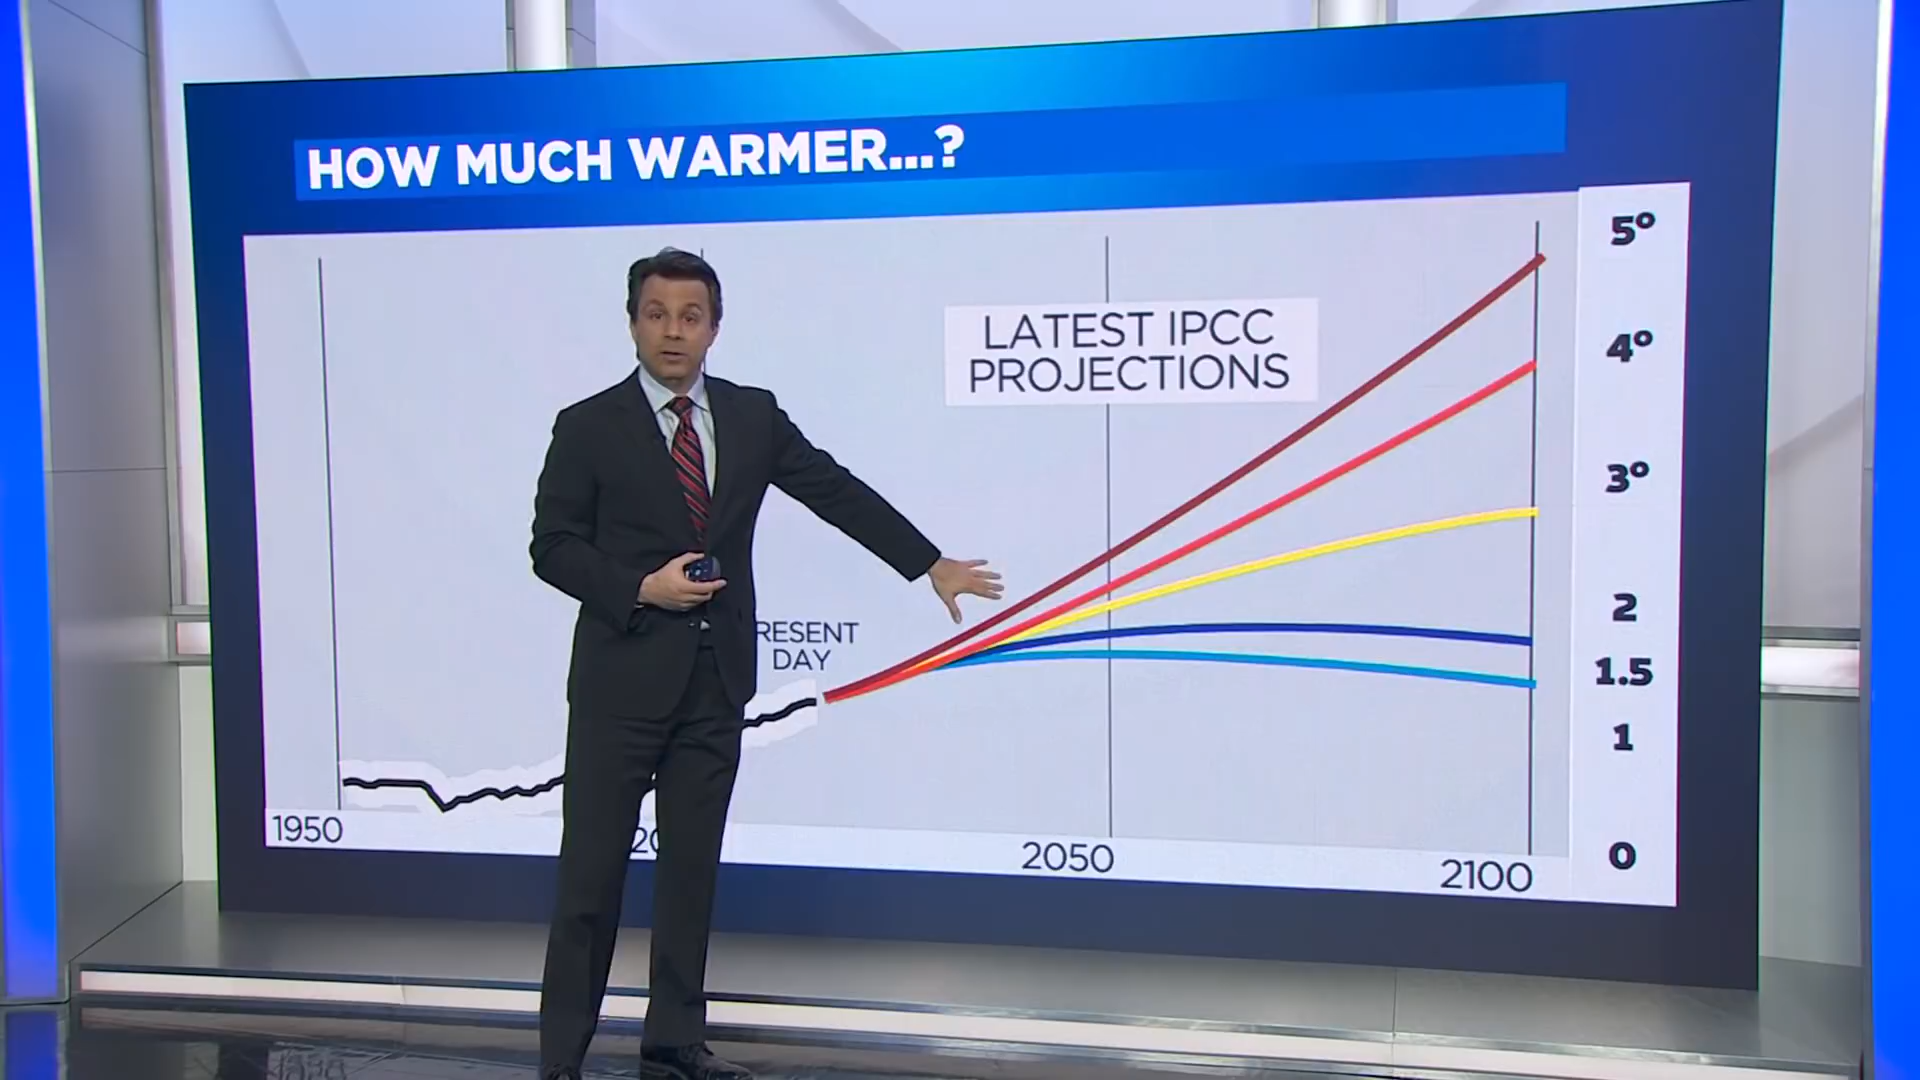 HOW MUCH WARMER...?
LATEST IPCC
PROJECTIONS
5°
4°
3°
2
1.5
1
0
RESENT
DAY
1950
20
2050
2100